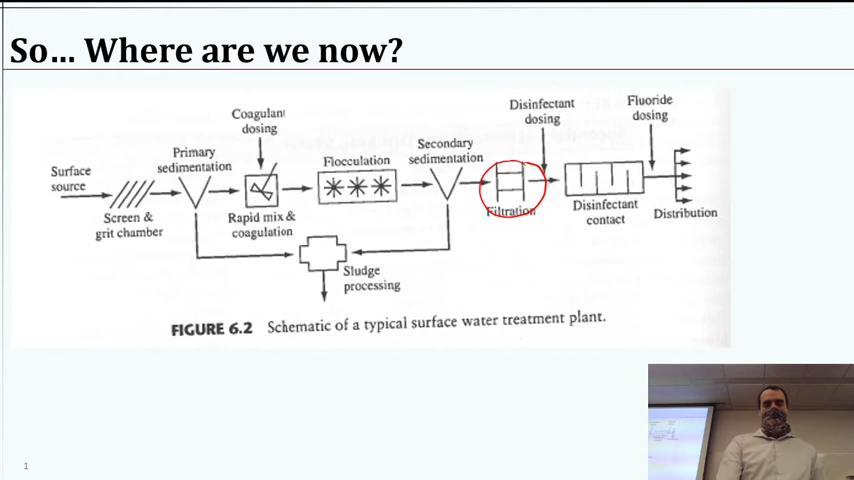 So... Where are we now?
Disinfectant
dosing
Fluoride
dosing
Coagulant
dosing
Secondary
sedimentation
Primary
sedimentation
Flocculation
Surface
source
Screen &
grit chamber
Rapid mix &
coagulation
Filtration
Disinfectant
contact
Distribution
Sludge
processing
FIGURE 6.2 Schematic of a typical surface water treatment plant.
1